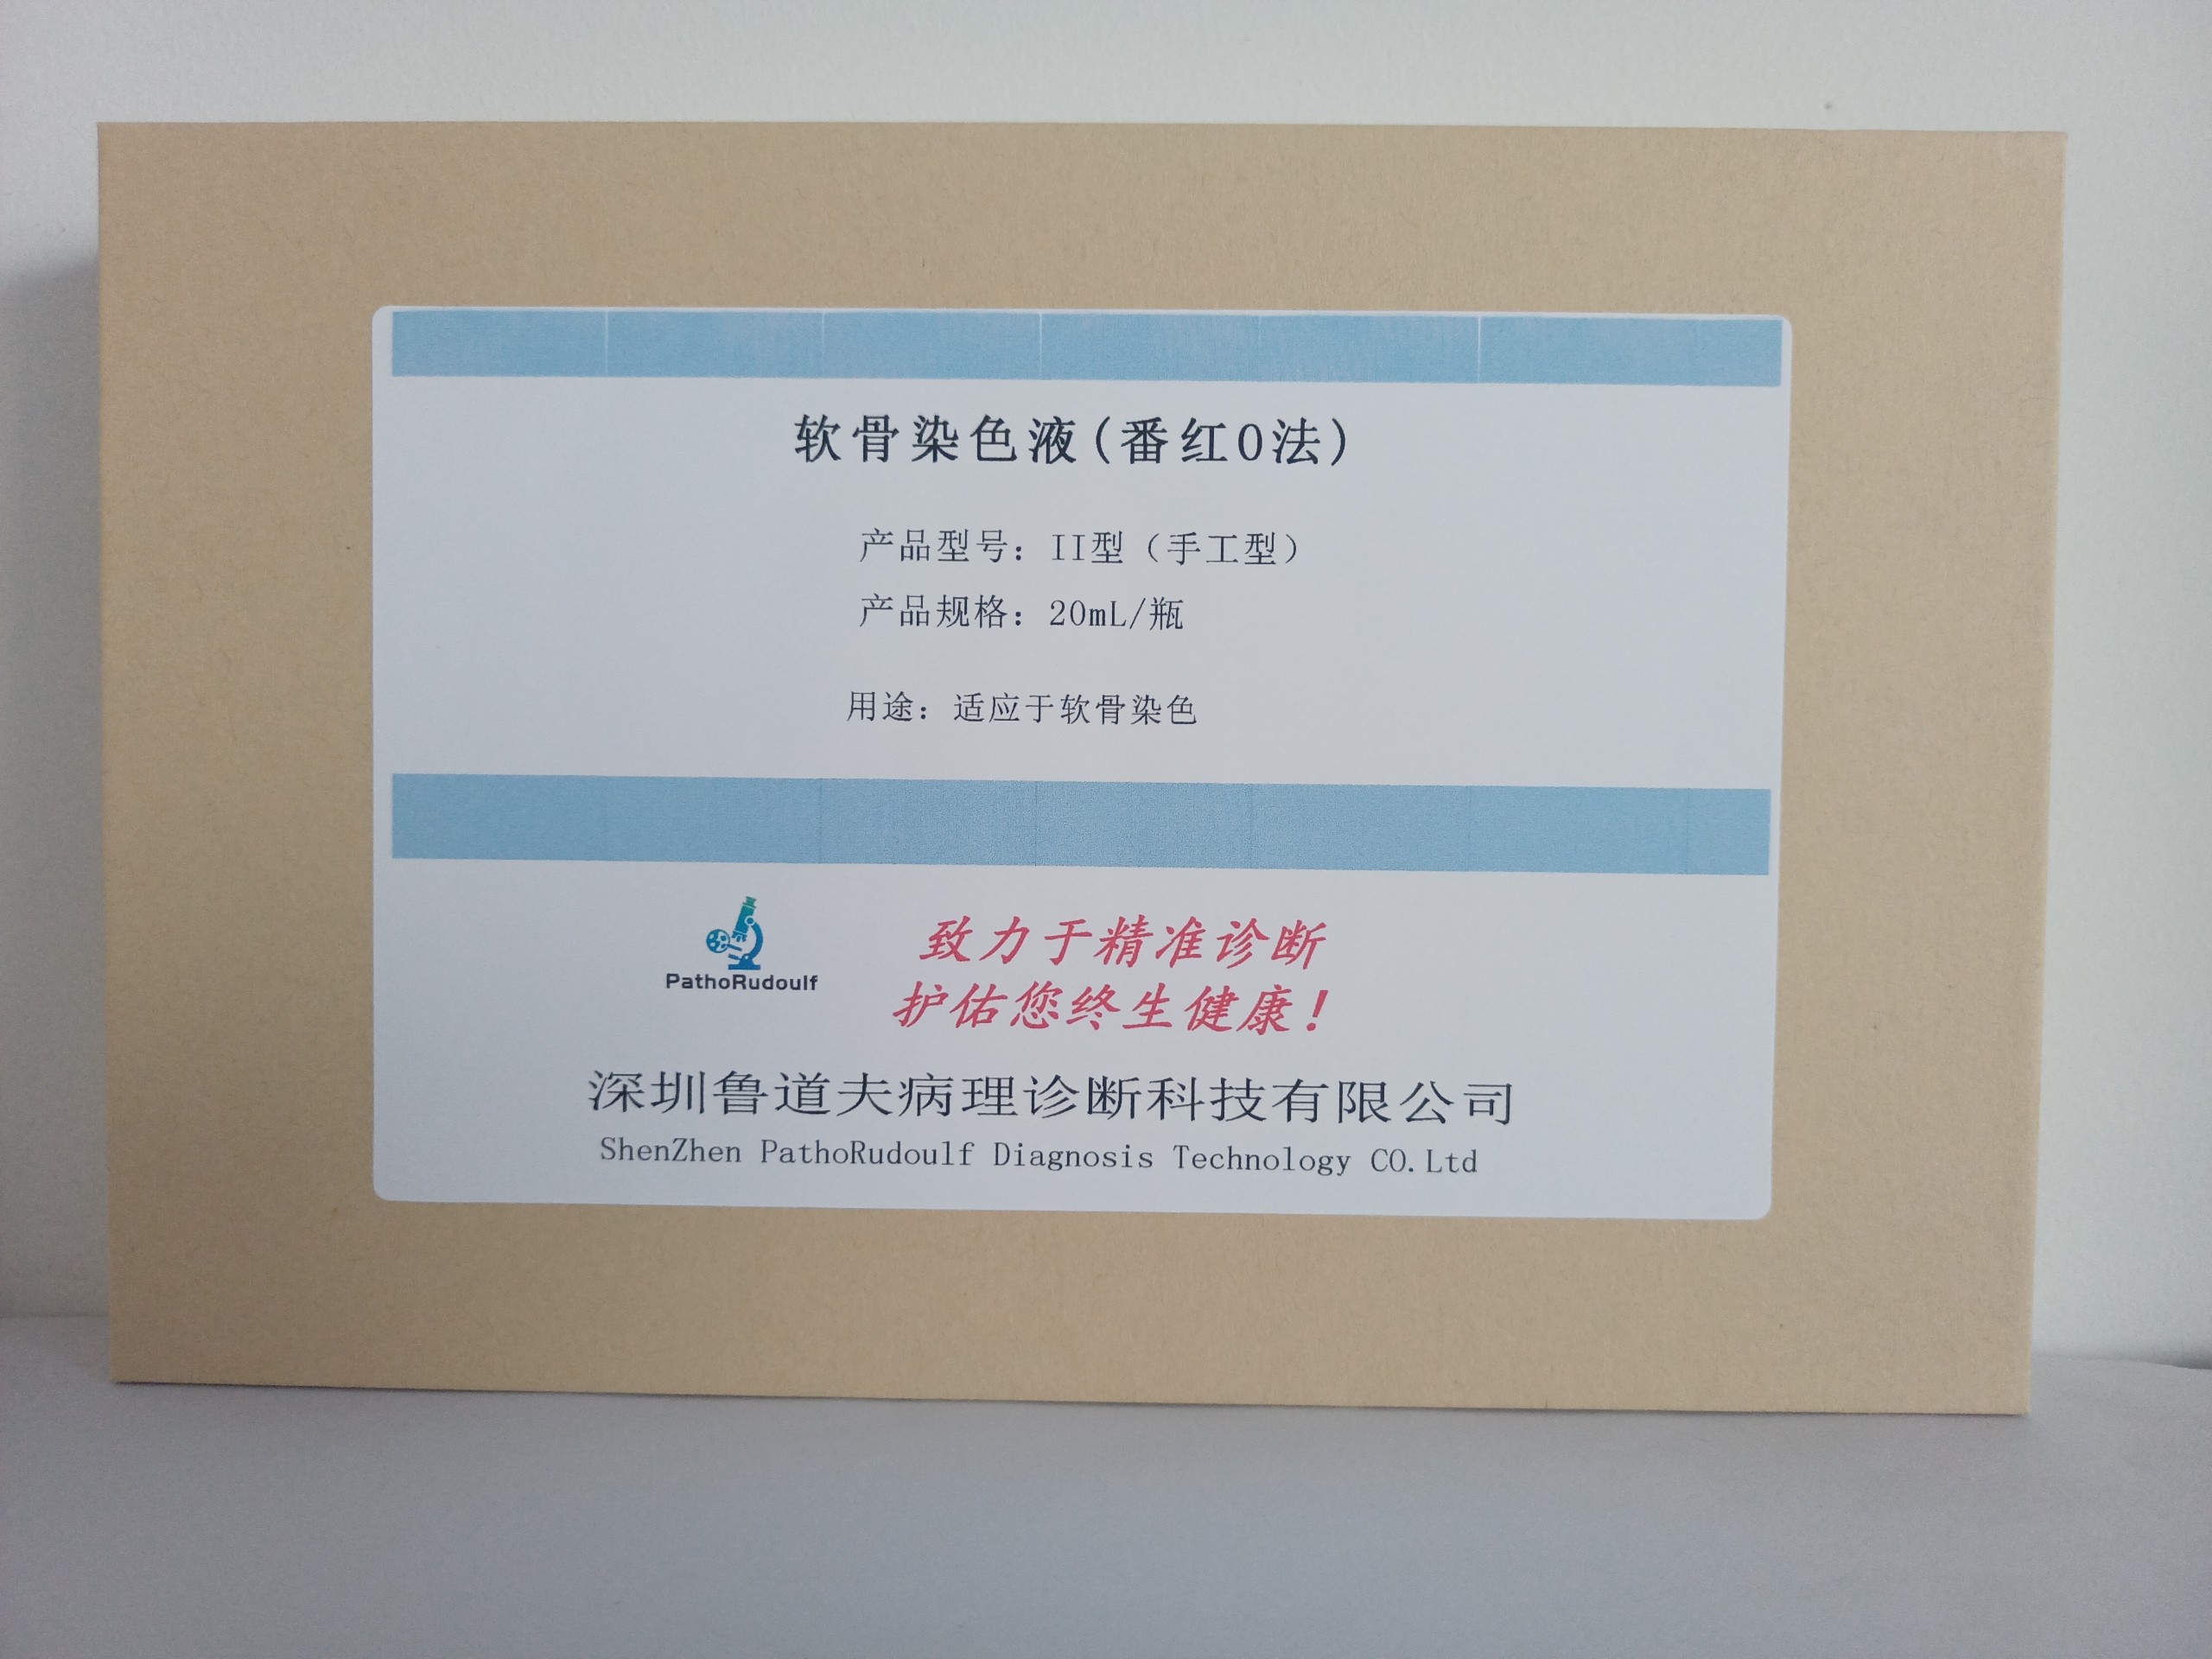 软骨染色液(番红O法)
产品型号：II型（手工型）
产品规格：20mL/瓶
用途：适应于软骨染色
PathoRudoulf
致力于精准诊断
护佑您终生健康！
深圳鲁道夫病理诊断科技有限公司
ShenZhen PathoRudoulf Diagnosis Technology CO.Ltd